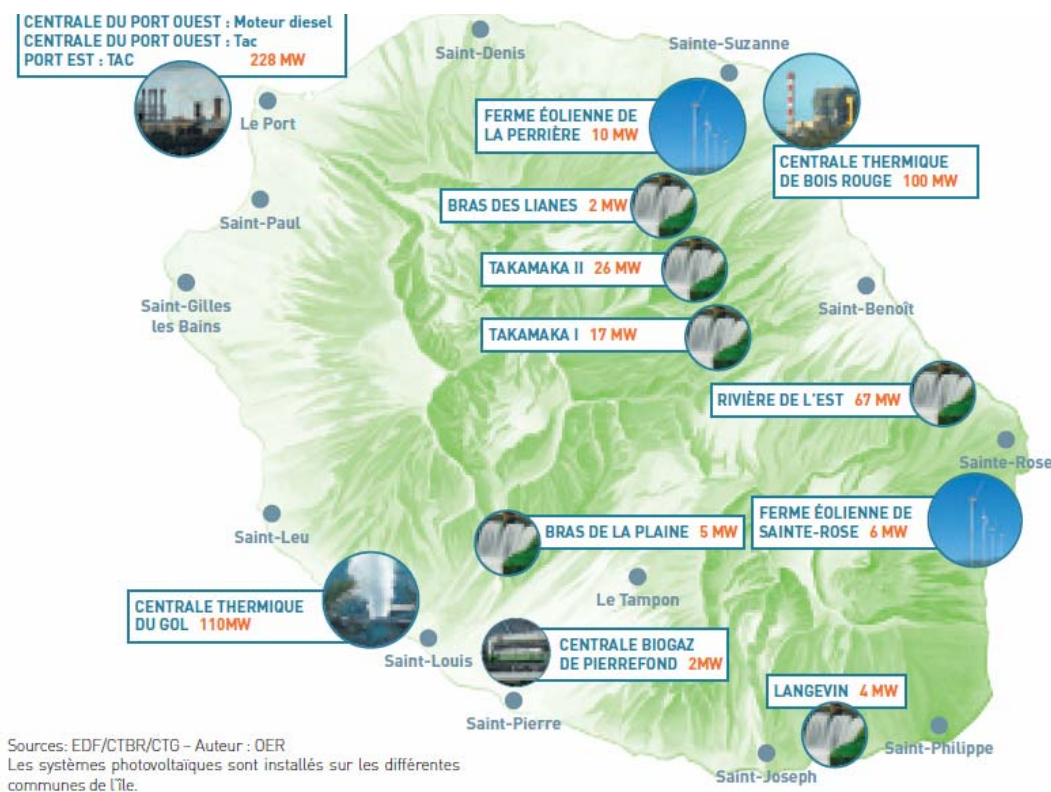 CENTRALE DU PORT OUEST : Moteur diesel
CENTRALE DU PORT OUEST : Tac
PORT EST : TAC 228 MW
Saint-Denis
Sainte-Suzanne
Le Port
FERME ÉOLIENNE DE
LA PERRIÈRE 10 MW
CENTRALE THERMIQUE
DE BOIS ROUGE 100 MW
BRAS DES LIANES 2 MW
Saint-Paul
TAKAMAKA II 26 MW
Saint-Gilles
les Bains
Saint-Benoît
TAKAMAKA I 17 MW
RIVIÈRE DE L'EST 67 MW
Sainte-Rose
FERME ÉOLIENNE DE
SAINTE-ROSE 6 MW
BRAS DE LA PLAINE 5 MW
Saint-Leu
Le Tampon
CENTRALE THERMIQUE
DU GOL 110MW
Saint-Louis
CENTRALE BIOGAZ
DE PIERREFOND 2MW
LANGEVIN 4 MW
Saint-Pierre
Saint-Philippe
Saint-Joseph
Sources: EDF/CTBR/CTG – Auteur : OER
Les systèmes photovoltaïques sont installés sur les différentes
communes de l'île.